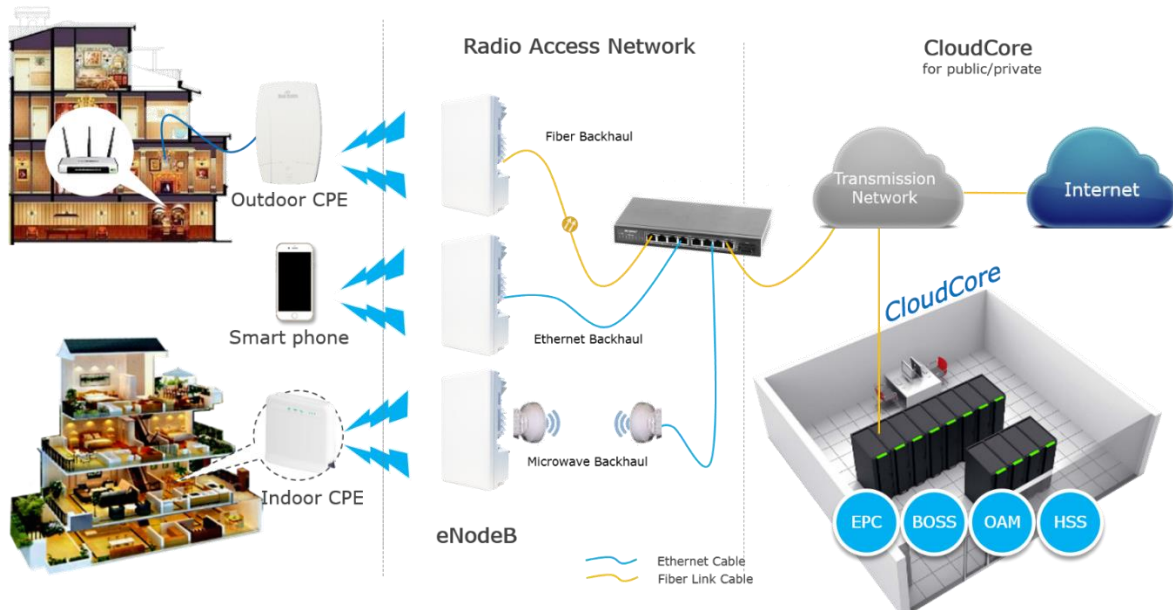 Radio Access Network
CloudCore
for public/private
Fiber Backhaul
Outdoor CPE
Transmission
Network
Internet
Smart phone
Ethernet Backhaul
CloudCore
Indoor CPE
Microwave Backhaul
EPC
BOSS
OAM
HSS
eNodeB
Ethernet Cable
Fiber Link Cable